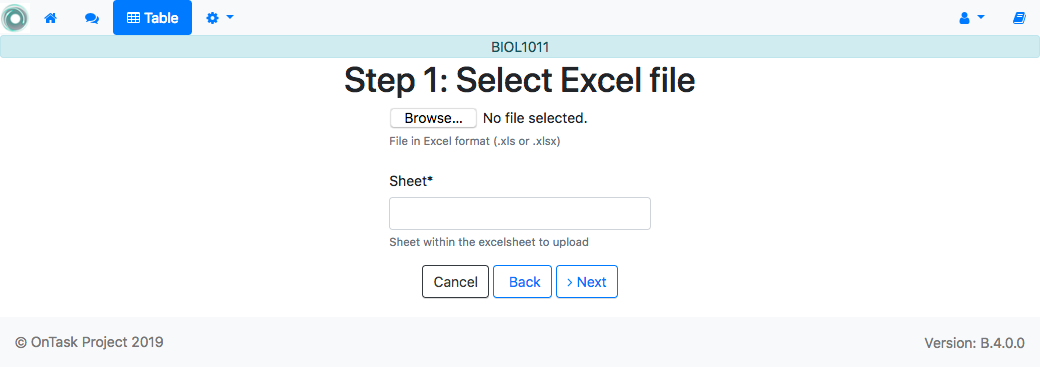 Table
BIOL1011
Step 1: Select Excel file
Browse... No file selected.
File in Excel format (.xls or .xlsx)
Sheet*
Sheet within the excelsheet to upload
Cancel Back Next
© OnTask Project 2019 Version: B.4.0.0